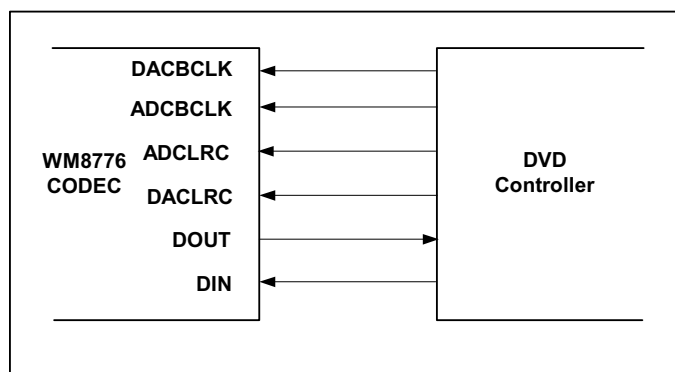 DACBCLK
ADCBCLK
ADCLRC
WM8776
CODEC
DACLRC
DOUT
DIN
DVD
Controller